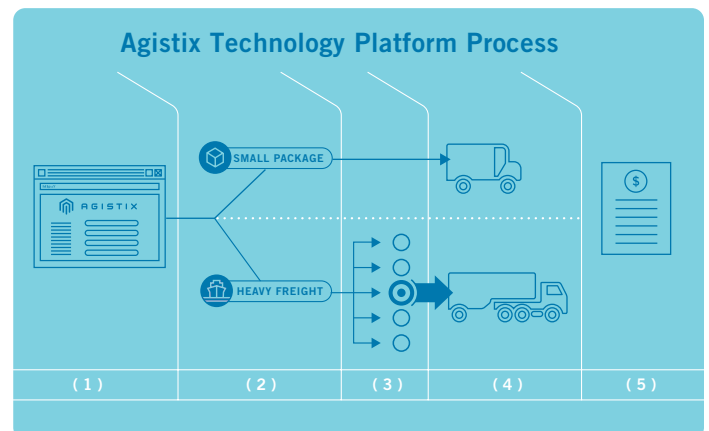 Agistix Technology Platform Process
SMALL PACKAGE
AGISTIX
$
HEAVY FREIGHT
(1) (2) (3) (4) (5)